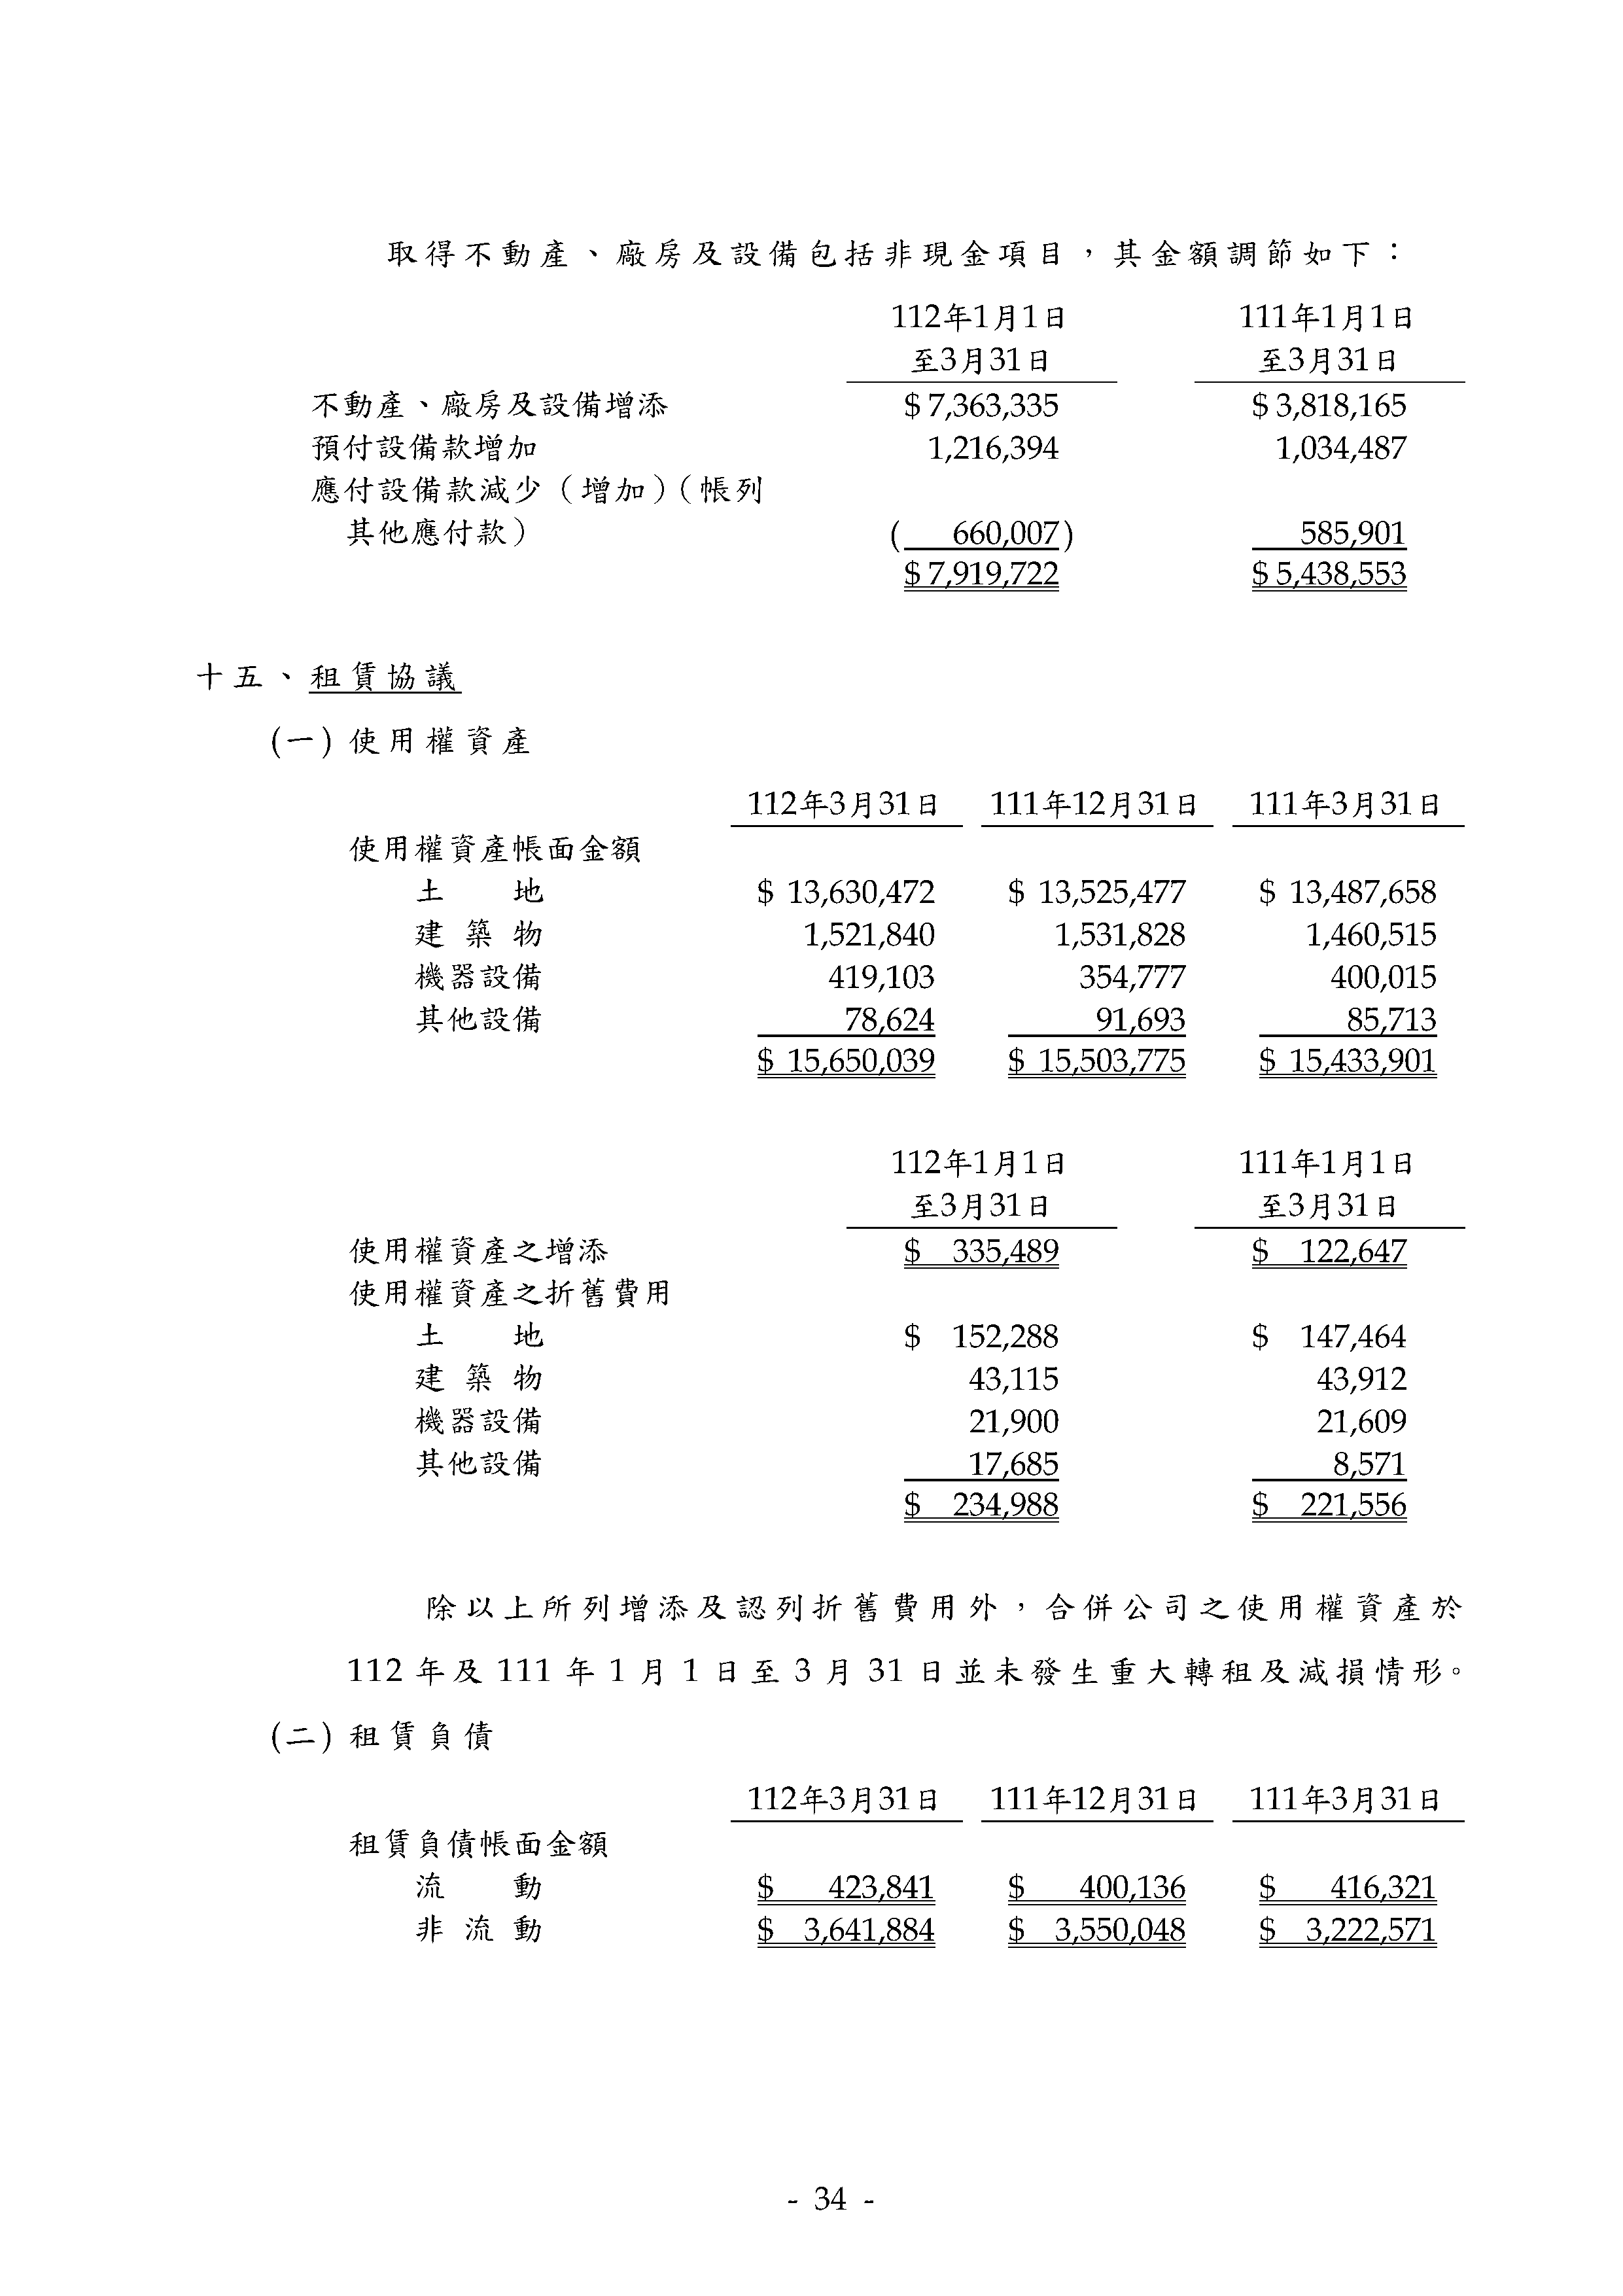 取得不動產、廠房及設備包括非現金項目，其金額調節如下：
112年1月1日 111年1月1日
至3月31日 至3月31日
不動產、廠房及設備增添 $ 7,363,335 $ 3,818,165
預付設備款增加 1,216,394 1,034,487
應付設備款減少（增加）（帳列
其他應付款） ( 660,007) 585,901
$ 7,919,722 $ 5,438,553
十五、租賃協議
(一) 使用權資產
112年3月31日 111年12月31日 111年3月31日
使用權資產帳面金額
土 地 $ 13,630,472 $ 13,525,477 $ 13,487,658
建 築 物 1,521,840 1,531,828 1,460,515
機器設備 419,103 354,777 400,015
其他設備 78,624 91,693 85,713
$ 15,650,039 $ 15,503,775 $ 15,433,901
112年1月1日 111年1月1日
至3月31日 至3月31日
使用權資產之增添 $ 335,489 $ 122,647
使用權資產之折舊費用
土 地 $ 152,288 $ 147,464
建 築 物 43,115 43,912
機器設備 21,900 21,609
其他設備 17,685 8,571
$ 234,988 $ 221,556
除以上所列增添及認列折舊費用外，合併公司之使用權資產於
112 年及 111 年 1 月 1 日至 3 月 31 日並未發生重大轉租及減損情形。
(二) 租賃負債
112年3月31日 111年12月31日 111年3月31日
租賃負債帳面金額
流 動 $ 423,841 $ 400,136 $ 416,321
非 流 動 $ 3,641,884 $ 3,550,048 $ 3,222,571
- 34 -